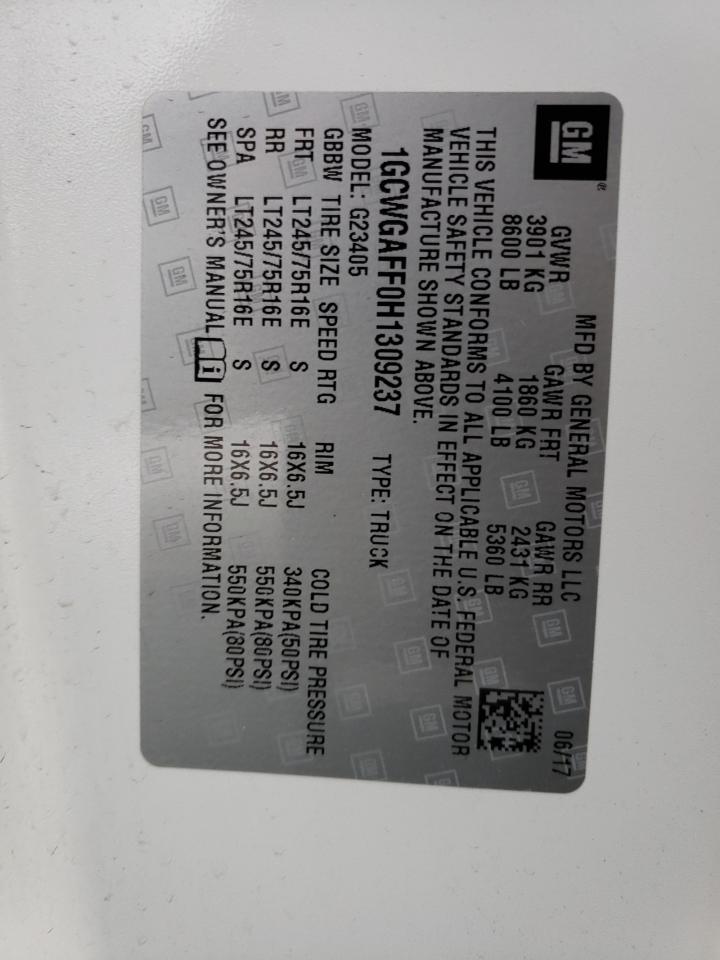 GM
®
MFD BY GENERAL MOTORS LLC
06/17
GVWR GAWR FRT GAWR RR
3901 KG 1860 KG 2431 KG
8600 LB 4100 LB 5360 LB
THIS VEHICLE CONFORMS TO ALL APPLICABLE U.S. FEDERAL MOTOR
VEHICLE SAFETY STANDARDS IN EFFECT ON THE DATE OF
MANUFACTURE SHOWN ABOVE.
1GCWGAFF0H1309237 TYPE: TRUCK
MODEL: G23405
GBBW TIRE SIZE SPEED RTG RIM COLD TIRE PRESSURE
FRT LT245/75R16E S 16X6.5J 340KPA(50PSI)
RR LT245/75R16E S 16X6.5J 550KPA(80PSI)
SPA LT245/75R16E S 16X6.5J 550KPA(80PSI)
SEE OWNER'S MANUAL i FOR MORE INFORMATION.